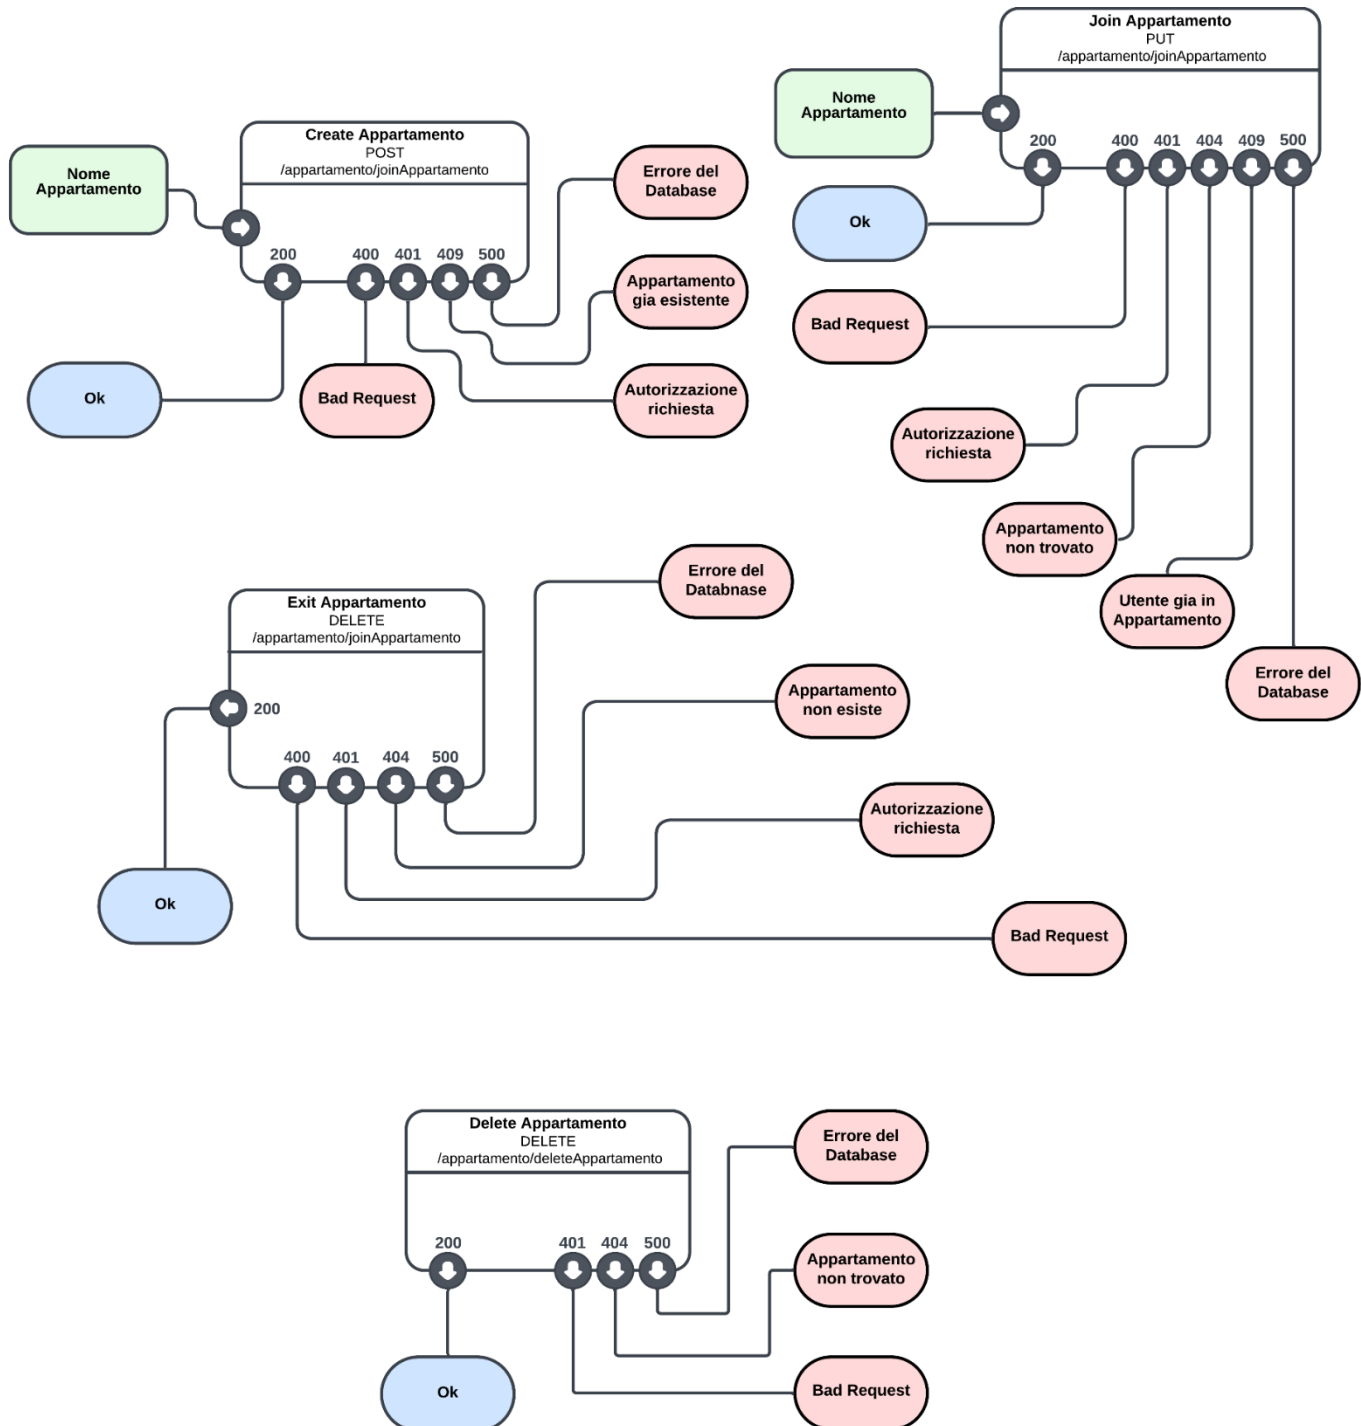 Join Appartamento
PUT
/appartamento/joinAppartamento
Nome
Appartamento
200
400
401
404
409
500
Ok
Bad Request
Autorizzazione
richiesta
Appartamento
non trovato
Utente gia in
Appartamento
Errore del
Database
Create Appartamento
POST
/appartamento/joinAppartamento
Nome
Appartamento
200
400
401
409
500
Errore del
Database
Appartamento
gia esistente
Autorizzazione
richiesta
Ok
Bad Request
Exit Appartamento
DELETE
/appartamento/joinAppartamento
200
400
401
404
500
Errore del
Databnase
Appartamento
non esiste
Autorizzazione
richiesta
Bad Request
Ok
Delete Appartamento
DELETE
/appartamento/deleteAppartamento
200
401
404
500
Errore del
Database
Appartamento
non trovato
Bad Request
Ok